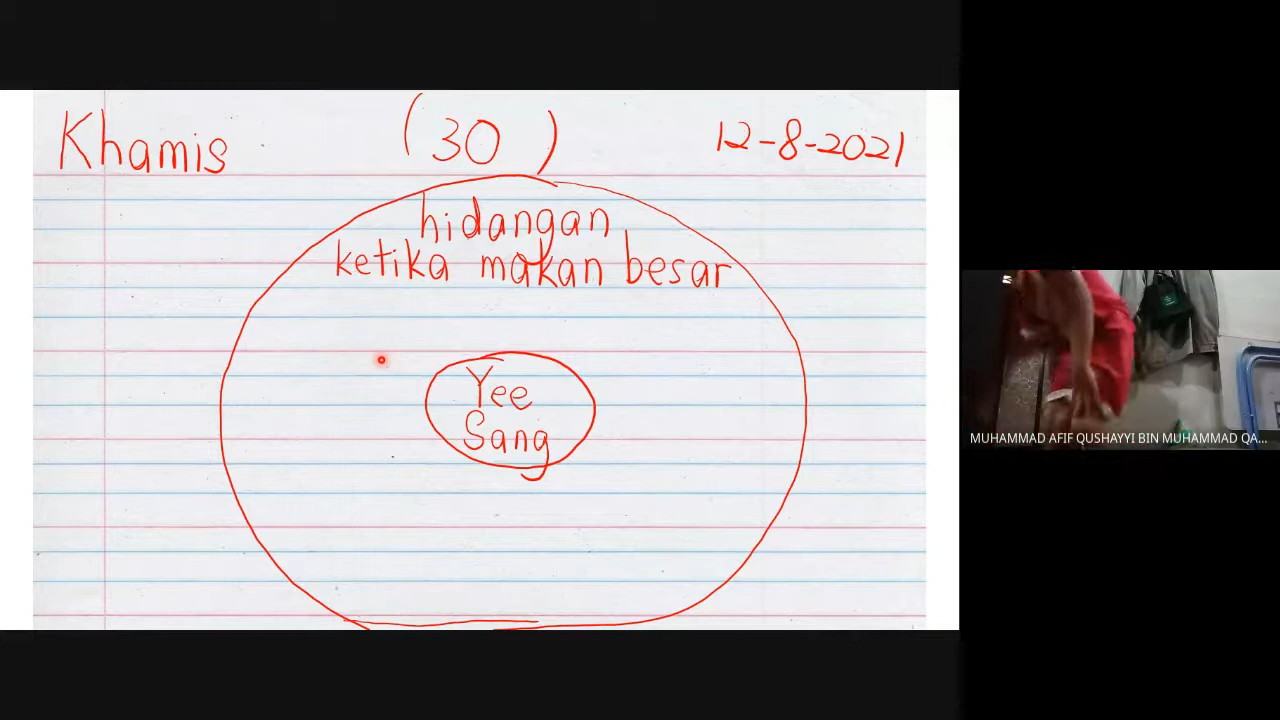 Khamis (30) 12-8-2021
hidangan
ketika makan besar
Yee
Sang
MUHAMMAD AFIF QUSHAYYI BIN MUHAMMAD QA...